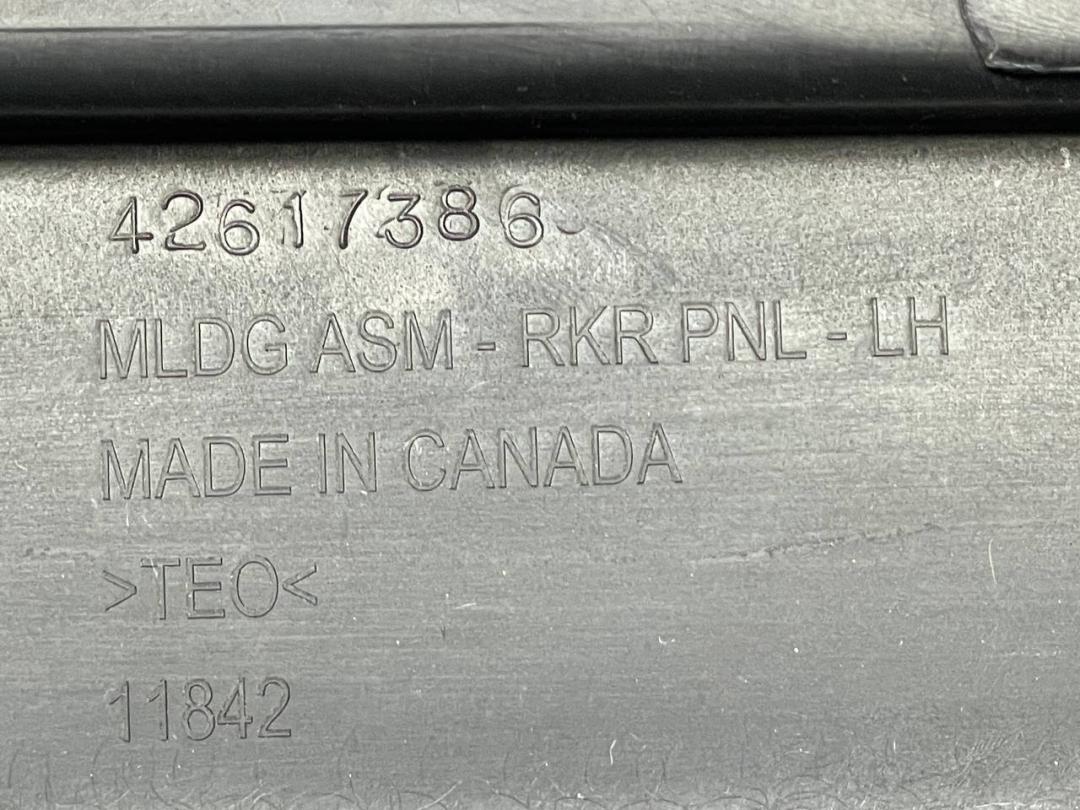 42617386
MLDG ASM - RKR PNL - LH
MADE IN CANADA
>TEO<
11842